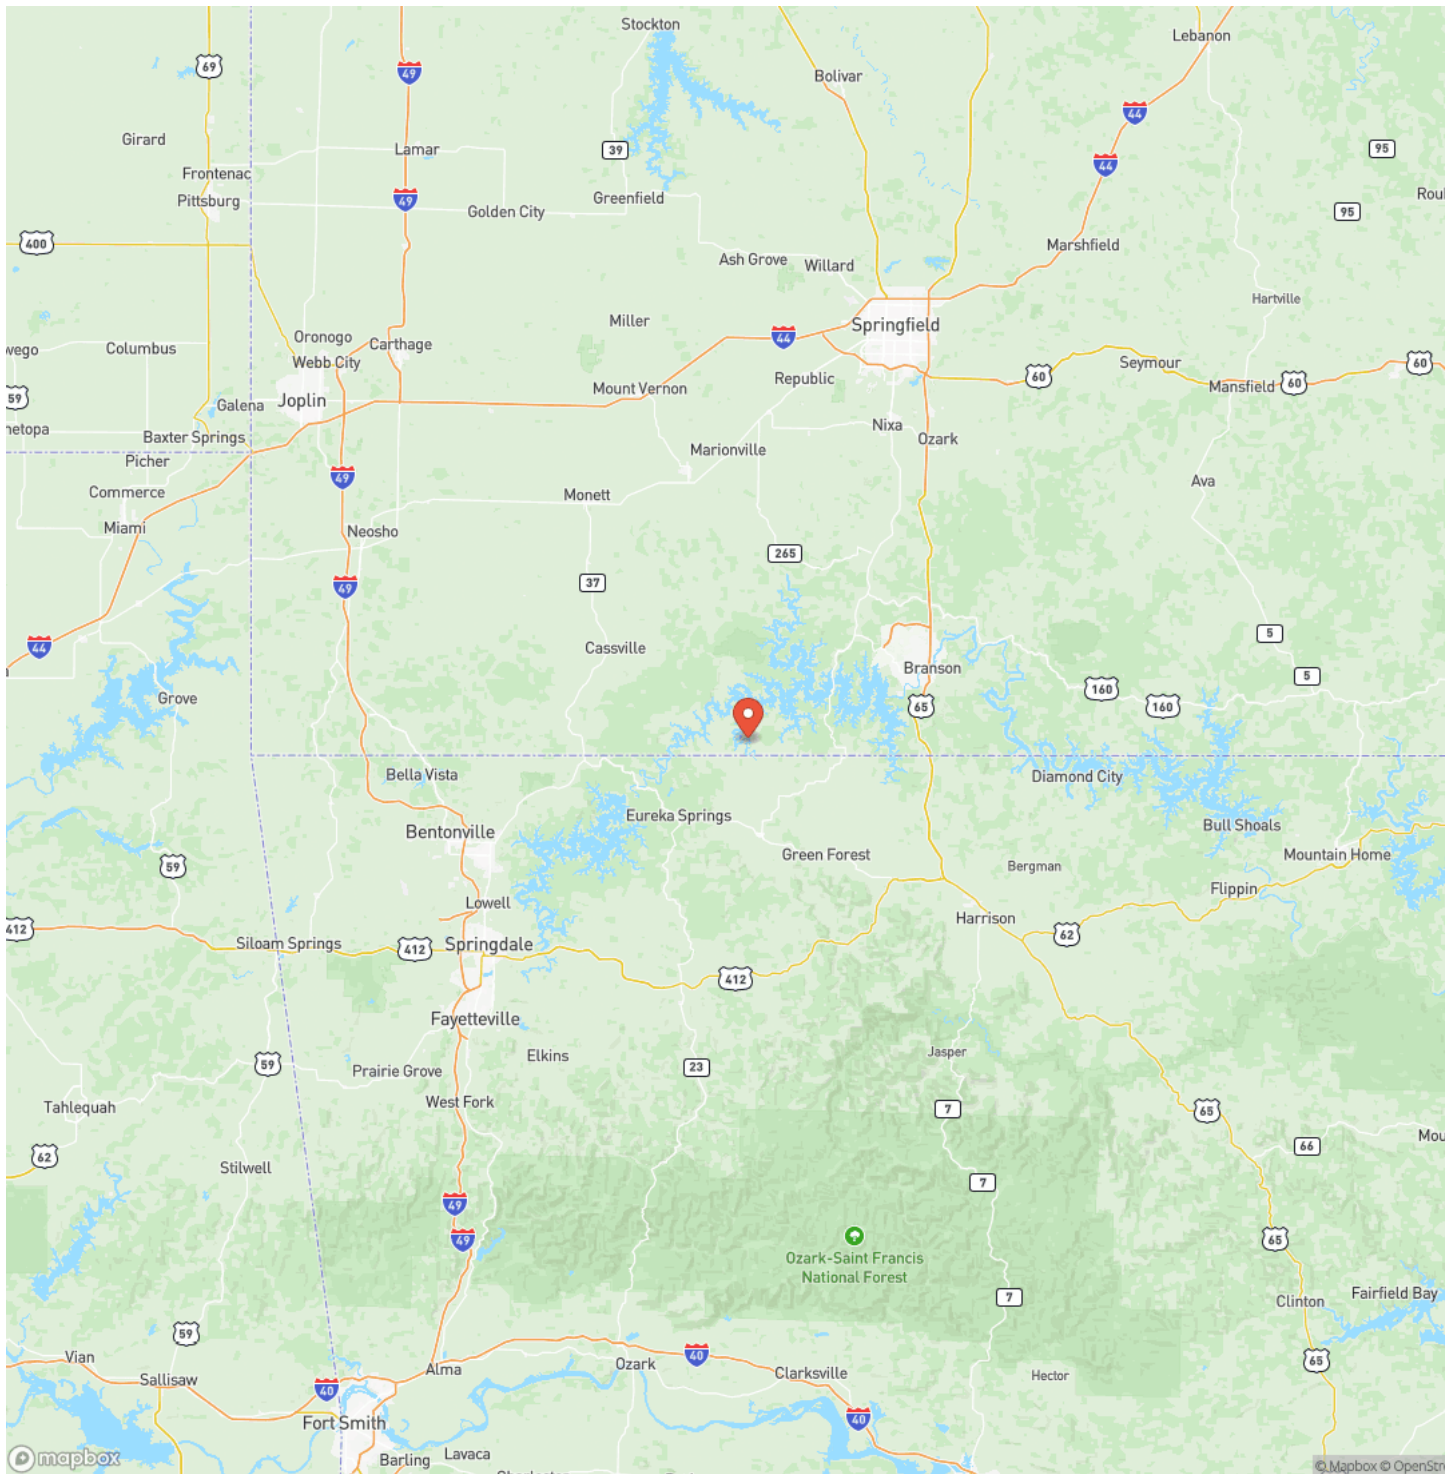 Stockton
Lebanon
69
49
Bolivar
44
Girard
39
Lamar
95
44
Frontenac
Pittsburg
49
Greenfield
Golden City
95
400
Marshfield
Ash Grove
Willard
Hartville
Miller
44
Springfield
Oronogo
Carthage
Columbus
Webb City
Seymour
60
60
60
Mansfield
Republic
Mount Vernon
59
Joplin
Galena
Nixa
Baxter Springs
Ozark
Marionville
Picher
49
Ava
Commerce
Monett
Miami
Neosho
265
37
49
5
44
Cassville
Branson
5
Grove
160
160
65
Bella Vista
Diamond City
Eureka Springs
Bentonville
Bull Shoals
Green Forest
Mountain Home
59
Bergman
Flippin
Lowell
Harrison
412
Siloam Springs
412
Springdale
62
412
Fayetteville
Jasper
Elkins
59
23
Prairie Grove
West Fork
Tahlequah
7
65
66
62
Stilwell
7
49
49
65
Ozark-Saint Francis
National Forest
7
Clinton
Fairfield Bay
59
Vian
40
65
Ozark
Alma
Clarksville
Sallisaw
Hector
40
40
Fort Smith
mapbox
Lavaca
Barling
© Mapbox © OpenStr